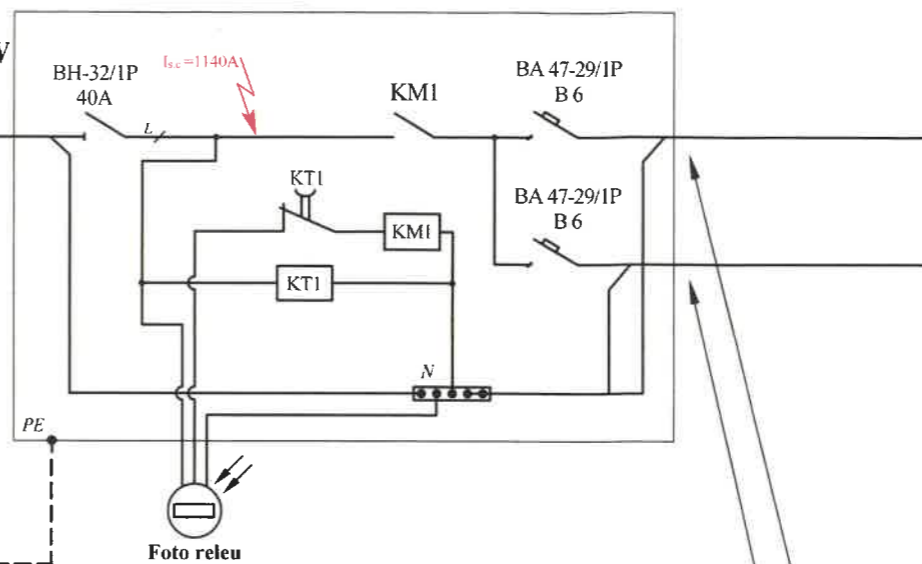 V
BH-32/1P
40A
L
I s.c =1140A
KM1
BA 47-29/1P
B 6
BA 47-29/1P
B 6
KT1
KM1
KT1
N
PE
Foto releu